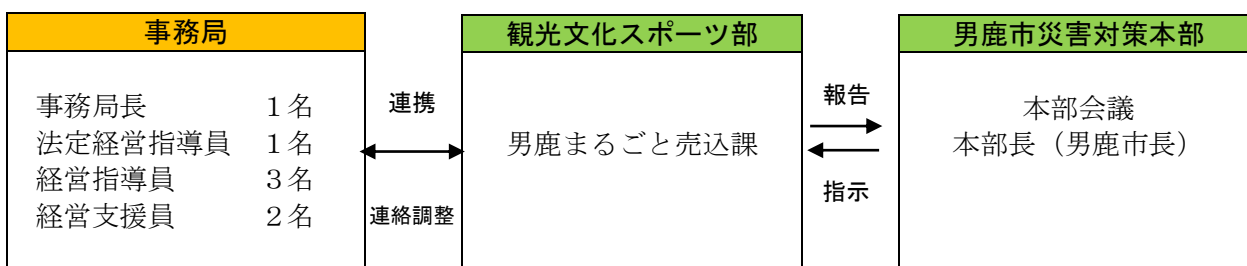 事務局
事務局長　　　１名
法定経営指導員　１名
経営指導員　　３名
経営支援員　　２名
連携
連絡調整
観光文化スポーツ部
男鹿まるごと売込課
報告
指示
男鹿市災害対策本部
本部会議
本部長（男鹿市長）